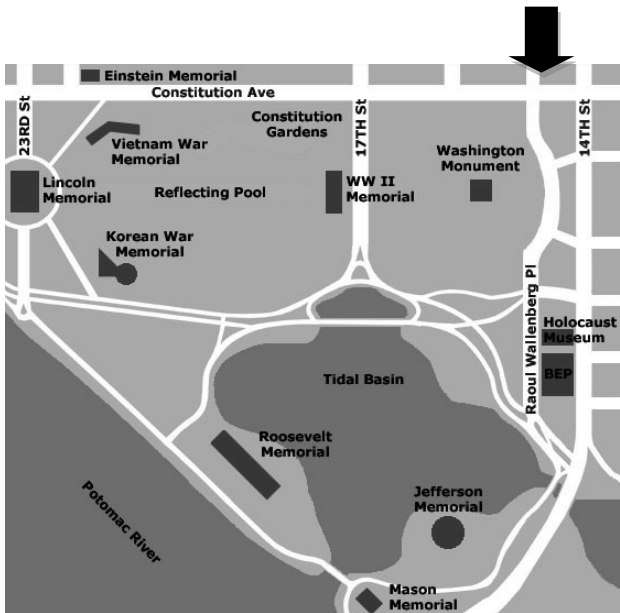 Einstein Memorial
Constitution Ave
23RD St
Constitution
Gardens
17TH St
14TH St
Vietnam War
Memorial
Washington
Monument
Lincoln
Memorial
Reflecting Pool
WW II
Memorial
Korean War
Memorial
Raoul Wallenberg Pl
Holocaust
Museum
BEP
Tidal Basin
Roosevelt
Memorial
Potomac River
Jefferson
Memorial
Mason
Memorial